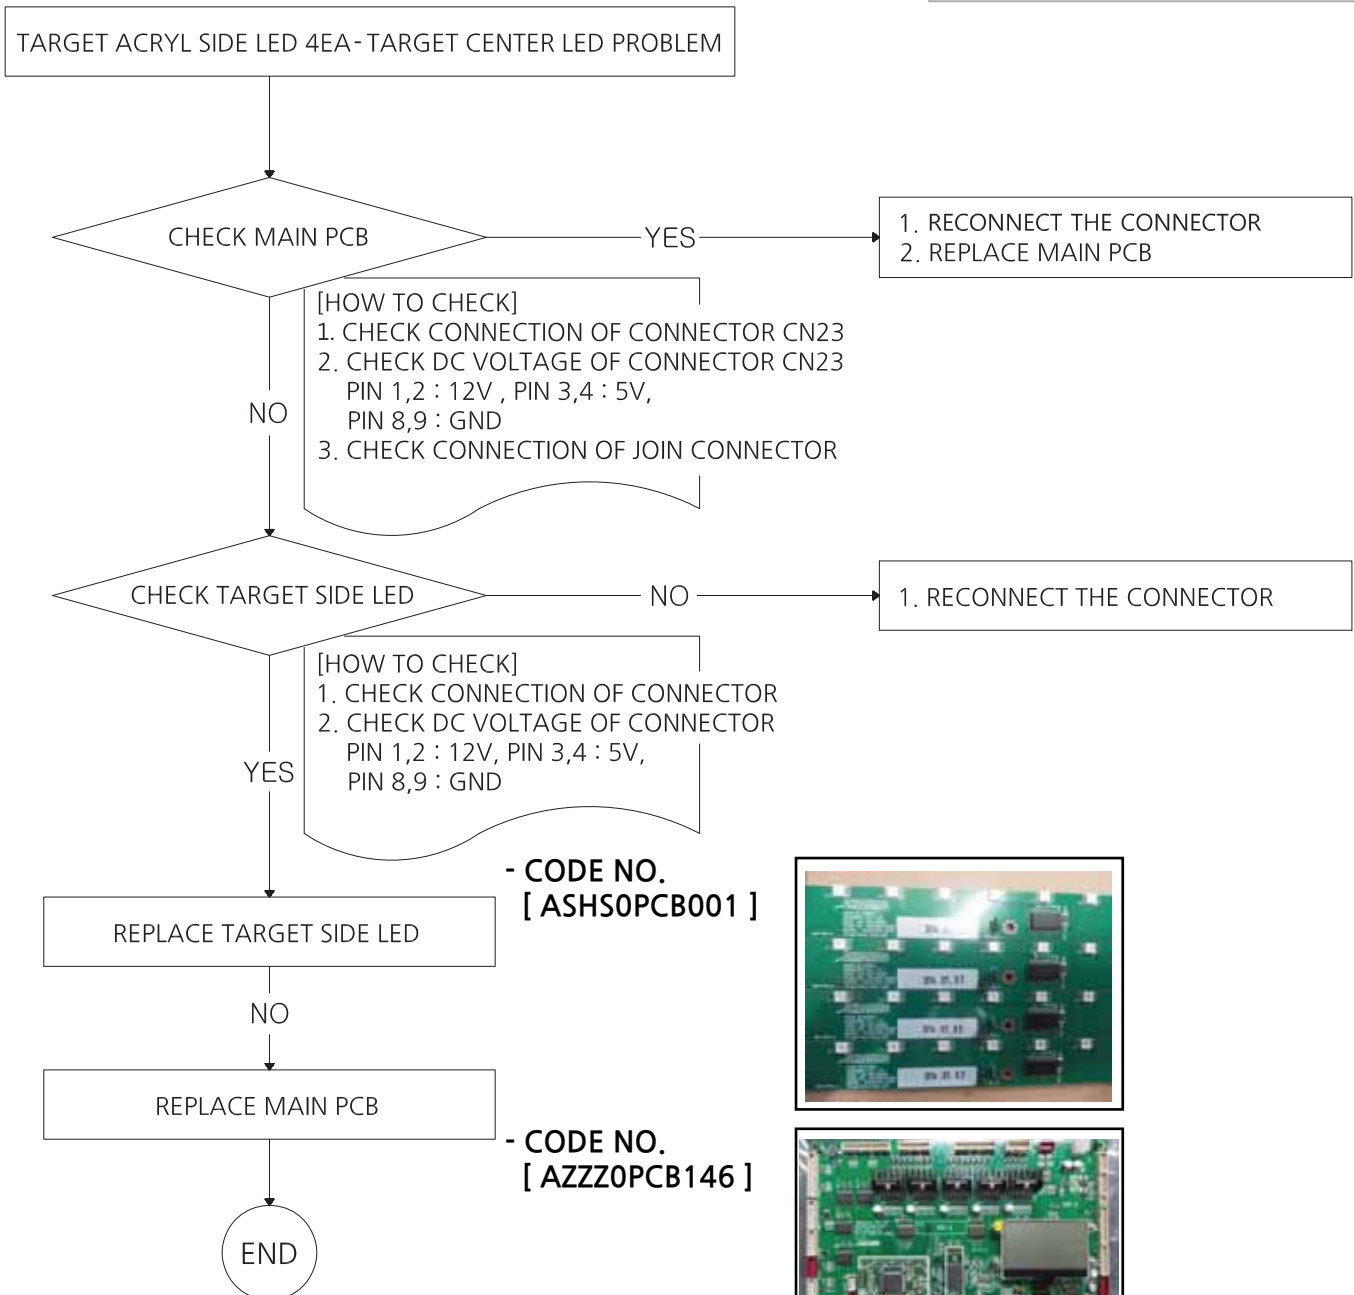 TARGET ACRYL SIDE LED 4EA-TARGET CENTER LED PROBLEM
CHECK MAIN PCB
YES
1. RECONNECT THE CONNECTOR
2. REPLACE MAIN PCB
[HOW TO CHECK]
1. CHECK CONNECTION OF CONNECTOR CN23
2. CHECK DC VOLTAGE OF CONNECTOR CN23
PIN 1,2 : 12V , PIN 3,4 : 5V,
PIN 8,9 : GND
3. CHECK CONNECTION OF JOIN CONNECTOR
NO
CHECK TARGET SIDE LED
NO
1. RECONNECT THE CONNECTOR
[HOW TO CHECK]
1. CHECK CONNECTION OF CONNECTOR
2. CHECK DC VOLTAGE OF CONNECTOR
PIN 1,2 : 12V, PIN 3,4 : 5V,
PIN 8,9 : GND
YES
- CODE NO.
[ ASHS0PCB001 ]
REPLACE TARGET SIDE LED
NO
REPLACE MAIN PCB
- CODE NO.
[ AZZZ0PCB146 ]
END